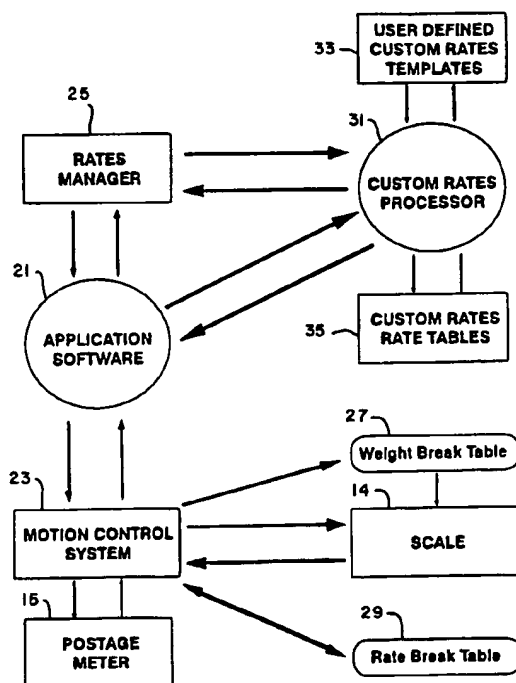 33
USER DEFINED
CUSTOM RATES
TEMPLATES
25
31
RATES
MANAGER
CUSTOM RATES
PROCESSOR
21
APPLICATION
SOFTWARE
35
CUSTOM RATES
RATE TABLES
27
Weight Break Table
23
14
MOTION CONTROL
SYSTEM
SCALE
15
POSTAGE
METER
29
Rate Break Table